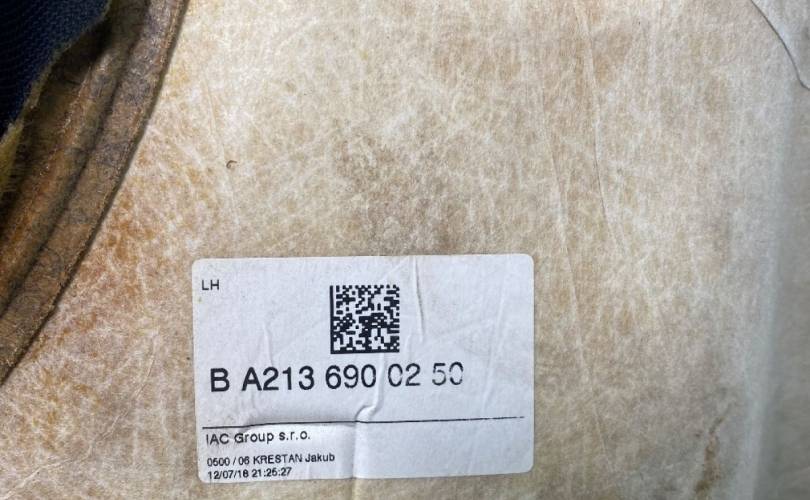 LH
B A213 690 02 50
IAC Group s.r.o.
0500 / 06 KRESTAN Jakub
12/07/18 21:25:27